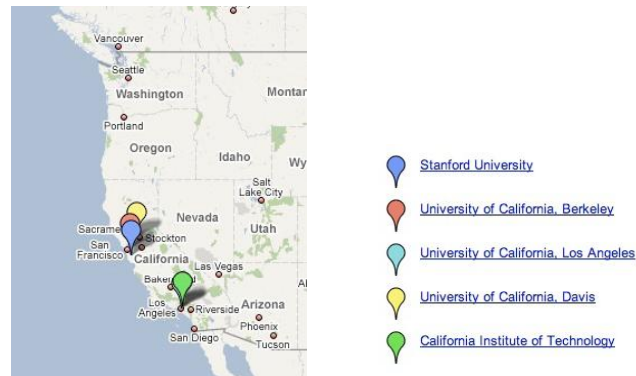 Vancouver
Seattle
Washington
Montan
Portland
Oregon
Idaho
Wy
Salt
Lake City
Nevada
Sacrame
Stockton
Utah
San
Francisco
California
Las Vegas
Baker
Los
Angeles
Riverside
Arizona
Phoenix
San Diego
Tucson
Stanford University
University of California, Berkeley
University of California, Los Angeles
University of California, Davis
California Institute of Technology